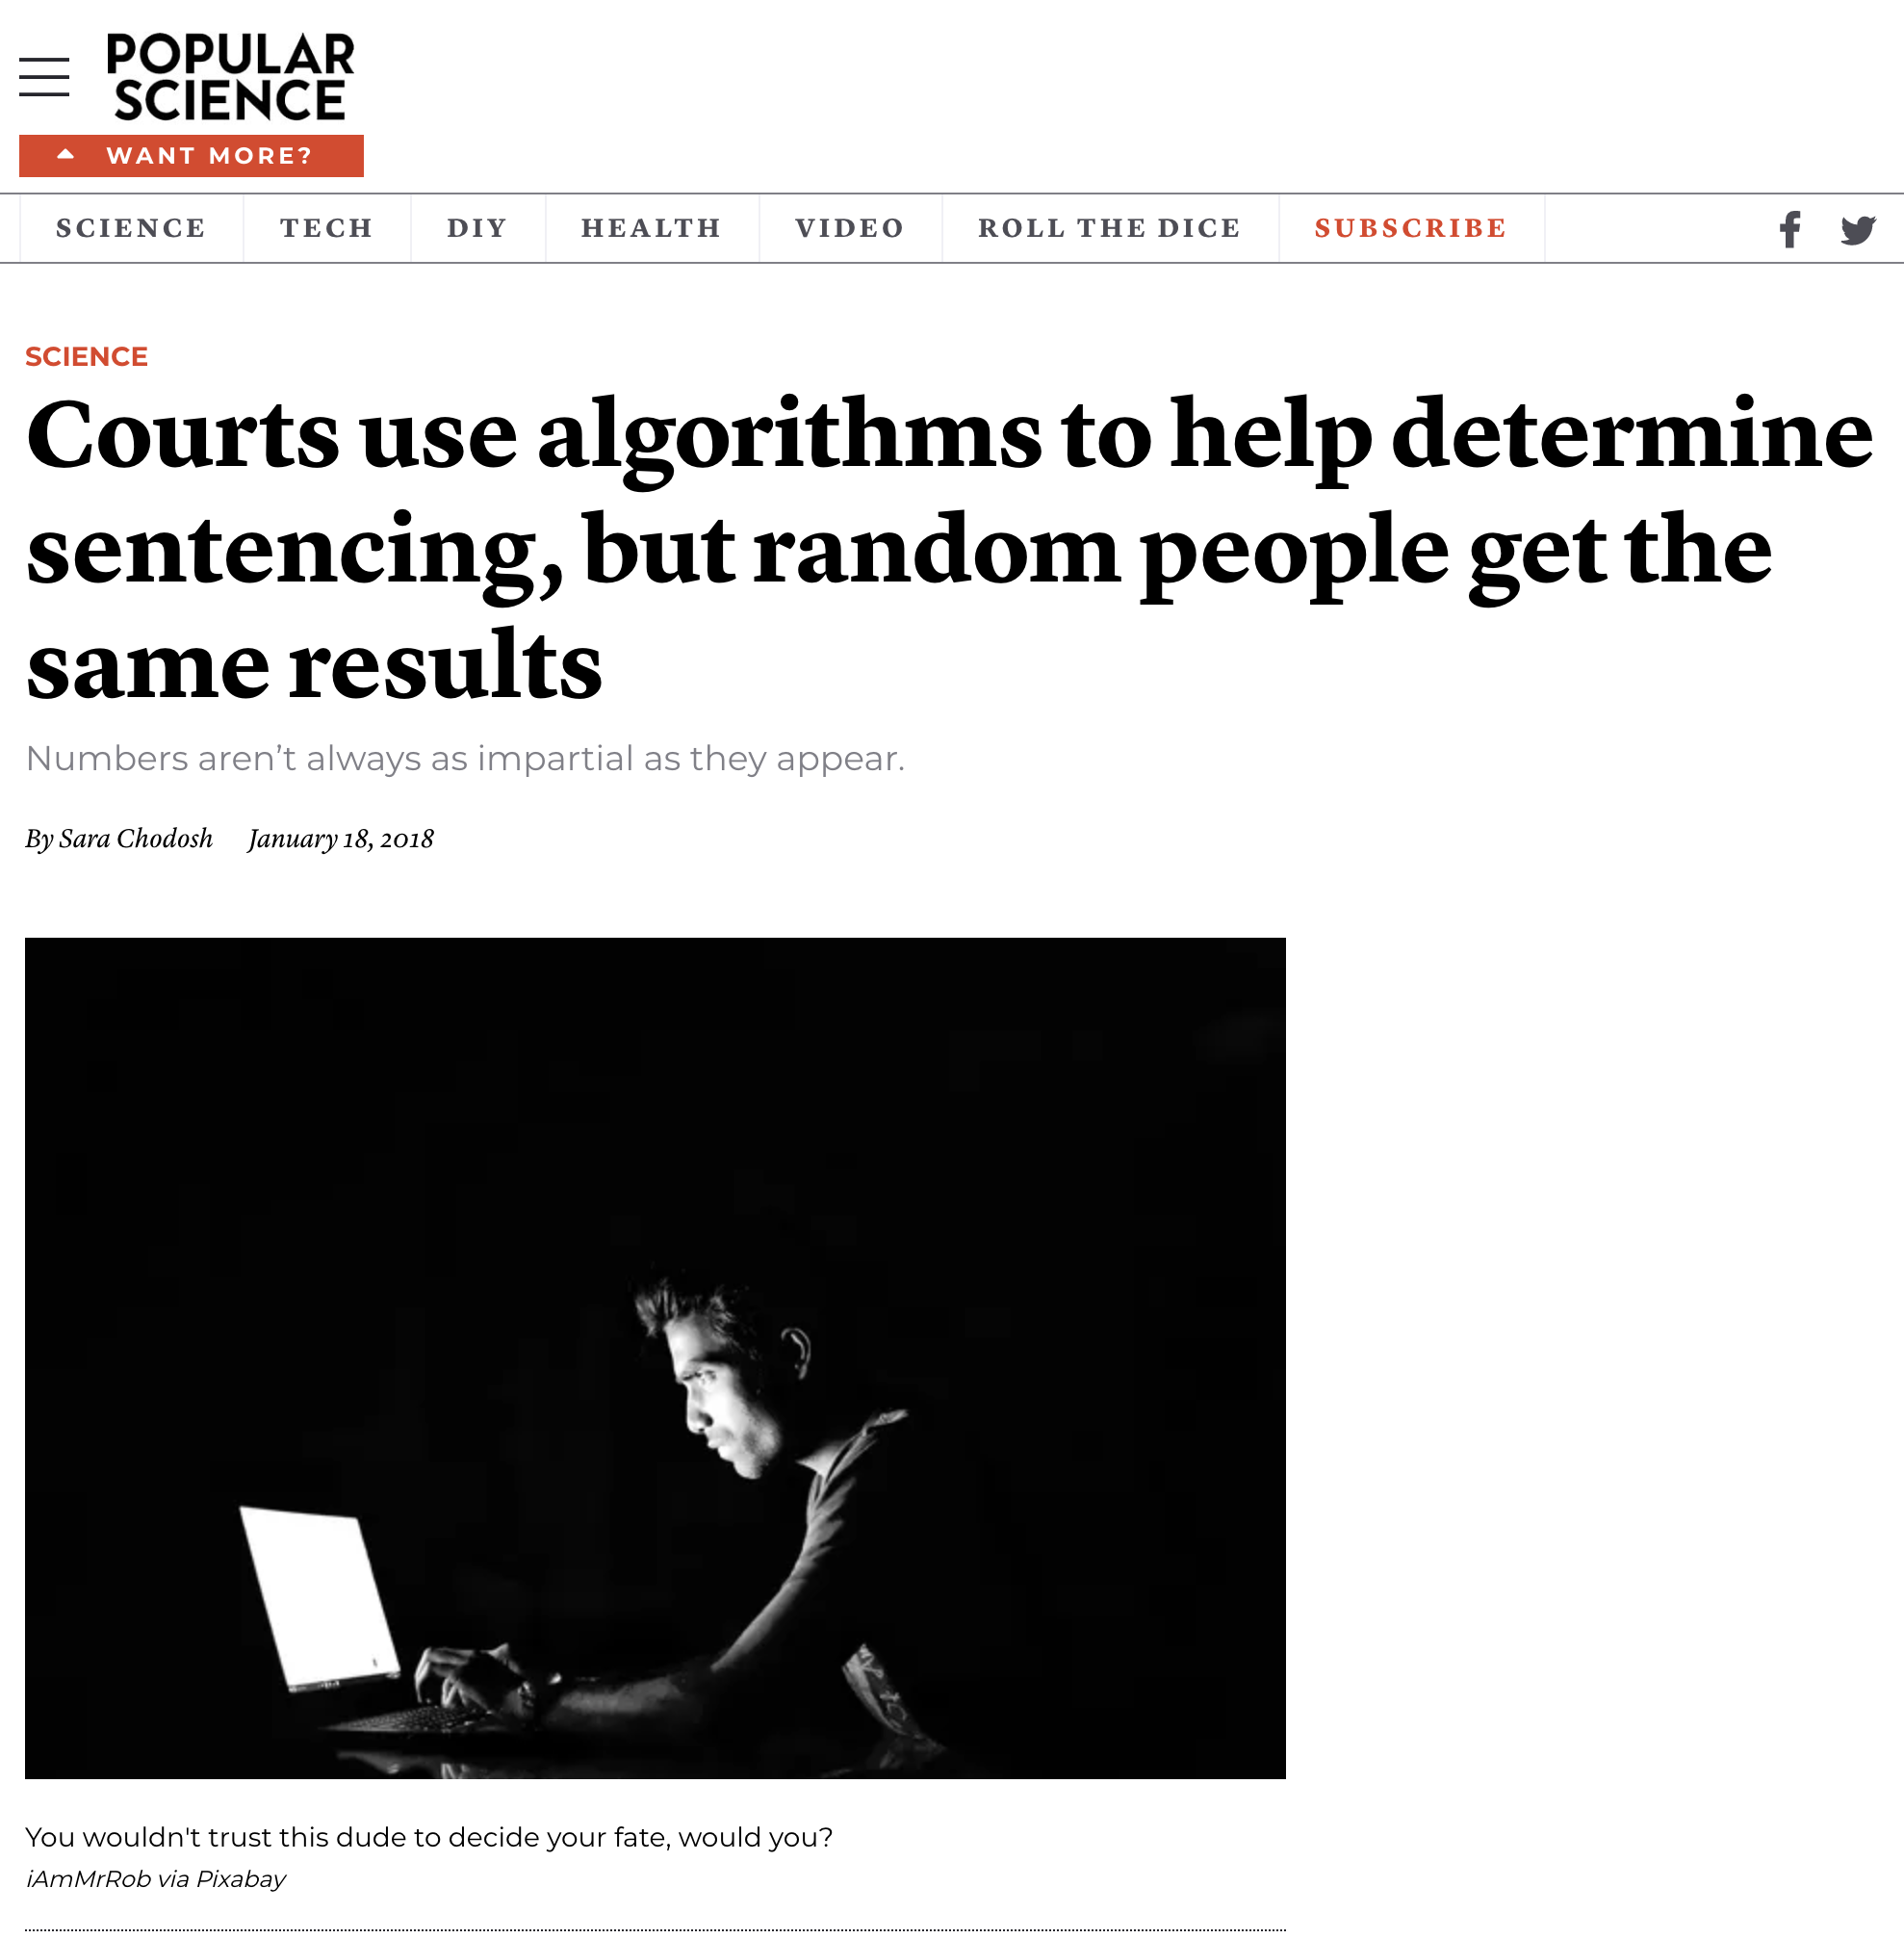 POPULAR
SCIENCE
WANT MORE?
SCIENCE
TECH
DIY
HEALTH
VIDEO
ROLL THE DICE
SUBSCRIBE
SCIENCE
Courts use algorithms to help determine
sentencing, but random people get the
same results
Numbers aren’t always as impartial as they appear.
By Sara Chodosh January 18, 2018
You wouldn't trust this dude to decide your fate, would you?
iAmMrRob via Pixabay